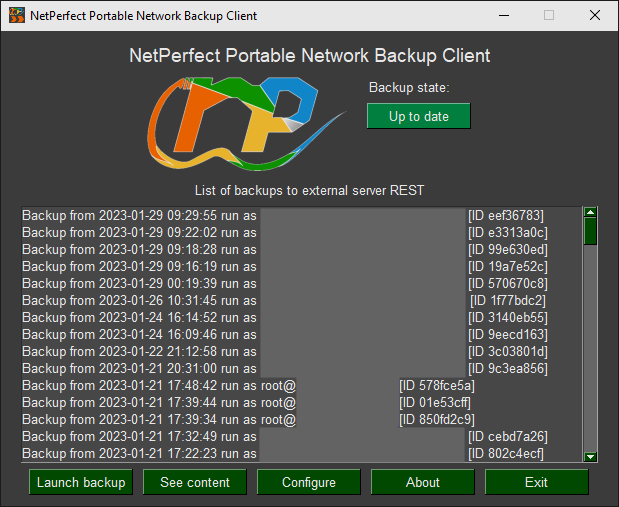 NetPerfect Portable Network Backup Client
NetPerfect Portable Network Backup Client
Backup state:
Up to date
List of backups to external server REST
Backup from 2023-01-29 09:29:55 run as [ID eef36783]
Backup from 2023-01-29 09:22:02 run as [ID e3313a0c]
Backup from 2023-01-29 09:18:28 run as [ID 99e630ed]
Backup from 2023-01-29 09:16:19 run as [ID 19a7e52c]
Backup from 2023-01-29 00:19:39 run as [ID 570670c8]
Backup from 2023-01-26 10:31:45 run as [ID 1f77bdc2]
Backup from 2023-01-24 16:14:52 run as [ID 3140eb55]
Backup from 2023-01-24 16:09:46 run as [ID 9eecd163]
Backup from 2023-01-22 21:12:58 run as [ID 3c03801d]
Backup from 2023-01-21 20:31:00 run as [ID 9c3ea856]
Backup from 2023-01-21 17:48:42 run as root@ [ID 578fce5a]
Backup from 2023-01-21 17:39:44 run as root@ [ID 01e53cff]
Backup from 2023-01-21 17:39:34 run as root@ [ID 850fd2c9]
Backup from 2023-01-21 17:32:49 run as [ID cebd7a26]
Backup from 2023-01-21 17:22:23 run as [ID 802c4ecf]
Launch backup See content Configure About Exit